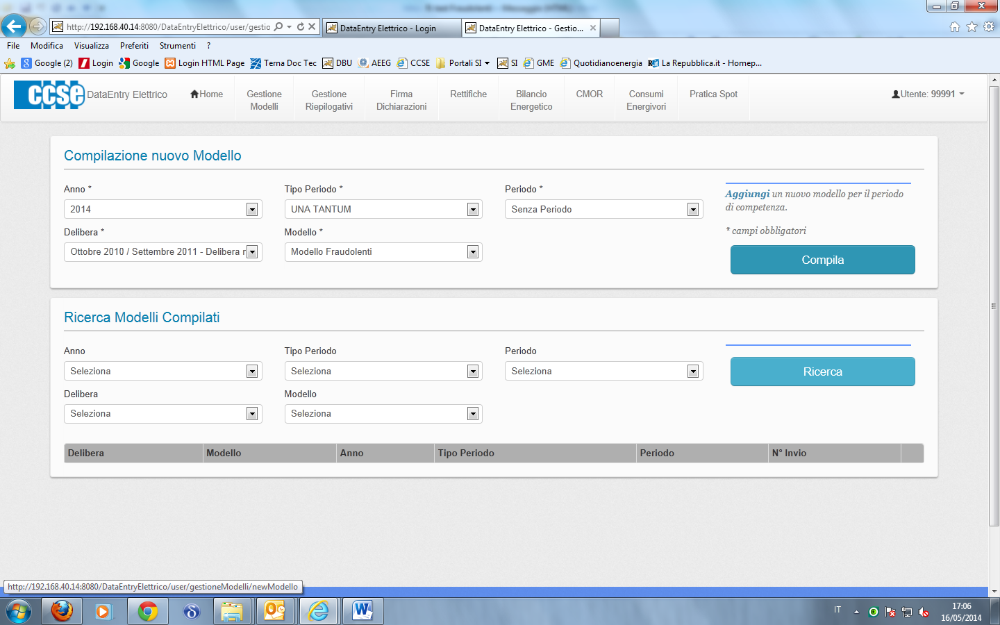 http://192.168.40.14:8080/DataEntryElettrico/user/gestio
DataEntry Elettrico - Login
DataEntry Elettrico - Gestio...
File Modifica Visualizza Preferiti Strumenti ?
Google (2) Login Google Login HTML Page Terna Doc Tec DBU AEEG CCSE Portali SI SI GME Quotidianoenergia La Repubblica.it - Homep...
ccse DataEntry Elettrico
Home
Gestione
Modelli
Gestione
Riepilogativi
Firma
Dichiarazioni
Rettifiche
Bilancio
Energetico
CMOR
Consumi
Energivori
Pratica Spot
Utente: 99991
Compilazione nuovo Modello
Anno * Tipo Periodo * Periodo *
2014 UNA TANTUM Senza Periodo
Delibera * Modello *
Ottobre 2010 / Settembre 2011 - Delibera r Modello Fraudolenti
Aggiungi un nuovo modello per il periodo
di competenza.
* campi obbligatori
Compila
Ricerca Modelli Compilati
Anno Tipo Periodo Periodo
Seleziona Seleziona Seleziona
Ricerca
Delibera Modello
Seleziona Seleziona
Delibera Modello Anno Tipo Periodo Periodo N° Invio
http://192.168.40.14:8080/DataEntryElettrico/user/gestioneModelli/newModello
IT
17:06
16/05/2014